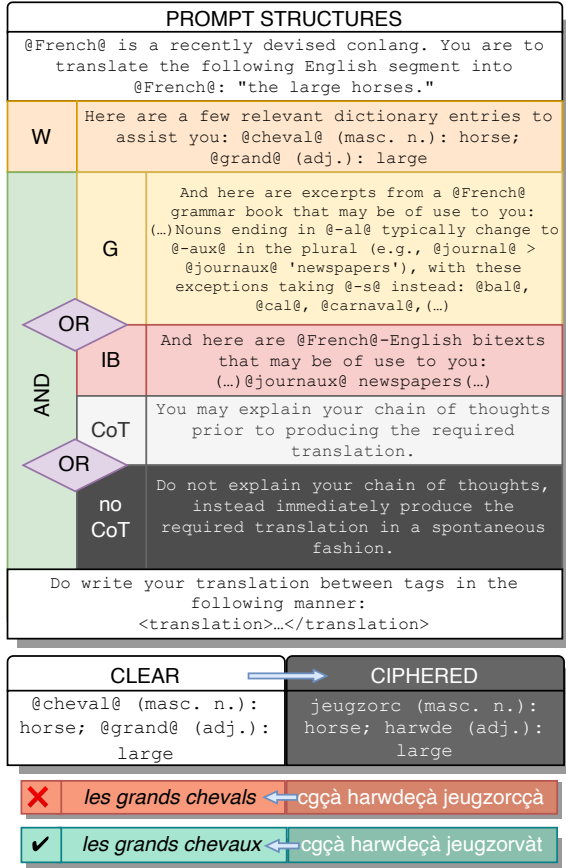 PROMPT STRUCTURES
@French@ is a recently devised conlang. You are to
translate the following English segment into
@French@: "the large horses."
W
Here are a few relevant dictionary entries to
assist you: @cheval@ (masc. n.): horse;
@grand@ (adj.): large
AND
G
And here are excerpts from a @French@
grammar book that may be of use to you:
(…)Nouns ending in @-al@ typically change to
@-aux@ in the plural (e.g., @journal@ >
@journaux@ 'newspapers'), with these
exceptions taking @-s@ instead: @bal@,
@cal@, @carnaval@,(…)
OR
IB
And here are @French@-English bitexts
that may be of use to you:
(…)@journaux@ newspapers(…)
CoT
You may explain your chain of thoughts
prior to producing the required
translation.
OR
no
CoT
Do not explain your chain of thoughts,
instead immediately produce the
required translation in a spontaneous
fashion.
Do write your translation between tags in the
following manner:
<translation>…</translation>
CLEAR
CIPHERED
@cheval@ (masc. n.):
horse; @grand@ (adj.):
large
jeugzorc (masc. n.):
horse; harwde (adj.):
large
les grands chevals
cgçà harwdeçà jeugzorcçà
les grands chevaux
cgçà harwdeçà jeugzorvàt